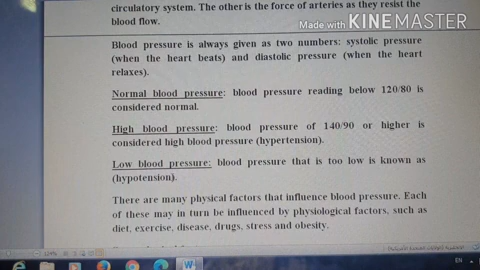 circulatory system. The other is the force of arteries as they resist the
blood flow.
Made with KINEMASTER
Blood pressure is always given as two numbers: systolic pressure
(when the heart beats) and diastolic pressure (when the heart
relaxes).
Normal blood pressure: blood pressure reading below 120/80 is
considered normal.
High blood pressure: blood pressure of 140/90 or higher is
considered high blood pressure (hypertension).
Low blood pressure: blood pressure that is too low is known as
(hypotension).
There are many physical factors that influence blood pressure. Each
of these may in turn be influenced by physiological factors, such as
diet, exercise, disease, drugs, stress and obesity.
124%
EN